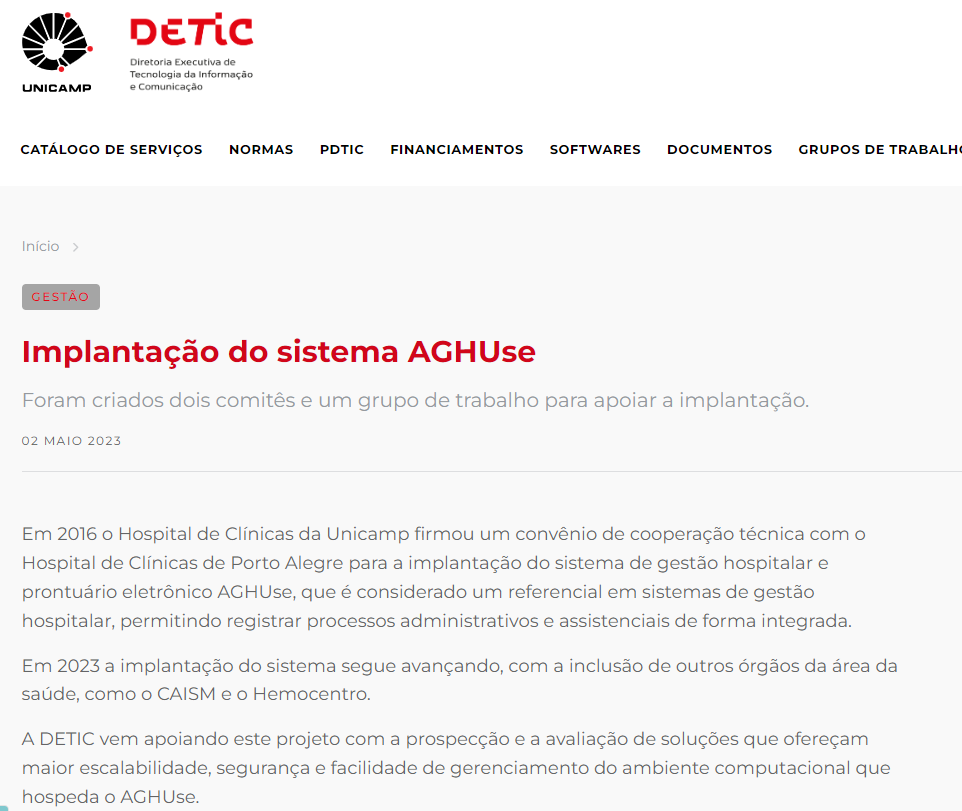 UNICAMP
DETIC
Diretoria Executiva de
Tecnologia da Informação
e Comunicação
CATÁLOGO DE SERVIÇOS NORMAS PDTIC FINANCIAMENTOS SOFTWARES DOCUMENTOS GRUPOS DE TRABALHO
Início >
GESTÃO
Implantação do sistema AGHUse
Foram criados dois comitês e um grupo de trabalho para apoiar a implantação.
02 MAIO 2023
Em 2016 o Hospital de Clínicas da Unicamp firmou um convênio de cooperação técnica com o
Hospital de Clínicas de Porto Alegre para a implantação do sistema de gestão hospitalar e
prontuário eletrônico AGHUse, que é considerado um referencial em sistemas de gestão
hospitalar, permitindo registrar processos administrativos e assistenciais de forma integrada.
Em 2023 a implantação do sistema segue avançando, com a inclusão de outros órgãos da área da
saúde, como o CAISM e o Hemocentro.
A DETIC vem apoiando este projeto com a prospecção e a avaliação de soluções que ofereçam
maior escalabilidade, segurança e facilidade de gerenciamento do ambiente computacional que
hospeda o AGHUse.